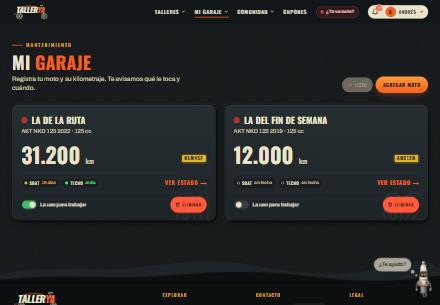 TALLERYA
TALLERES MI GARAJE COMUNIDAD CUPONES ¿Te varaste? A ANDRÉS
MANTENIMIENTO
MI GARAJE
Registra tu moto y su kilometraje. Te avisamos qué le toca y cuándo.
LISTO AGREGAR MOTO
LA DE LA RUTA
AKT NKD 125 2022 · 125 cc
31.200 km
SOAT TECNO VER ESTADO →
La uso para trabajar ELIMINAR
LA DEL FIN DE SEMANA
AKT NKD 125 2019 · 125 cc
12.000 km ABC12D
SOAT sin fecha TECNO sin fecha VER ESTADO →
La uso para trabajar ELIMINAR
¿Te ayudo?
TALLERYA
EXPLORAR CONTACTO LEGAL